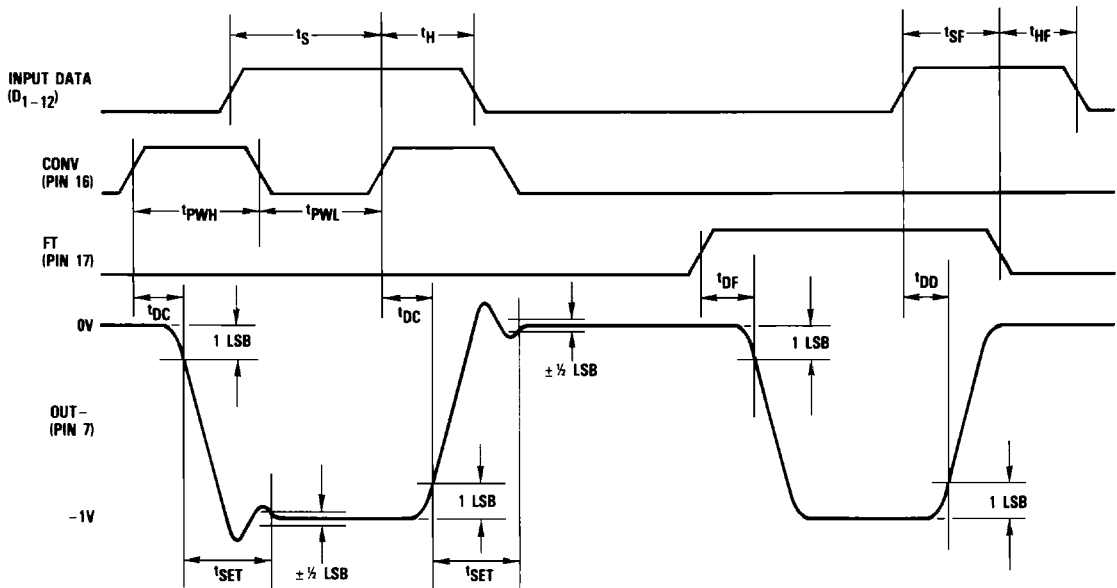 tS
tH
tSF
tHF
INPUT DATA
(D1–12)
CONV
(PIN 16)
tPWH
tPWL
FT
(PIN 17)
tDF
tDO
tDC
tDC
0V
1 LSB
1 LSB
± ½ LSB
OUT–
(PIN 7)
1 LSB
1 LSB
–1V
tSET
± ½ LSB
tSET